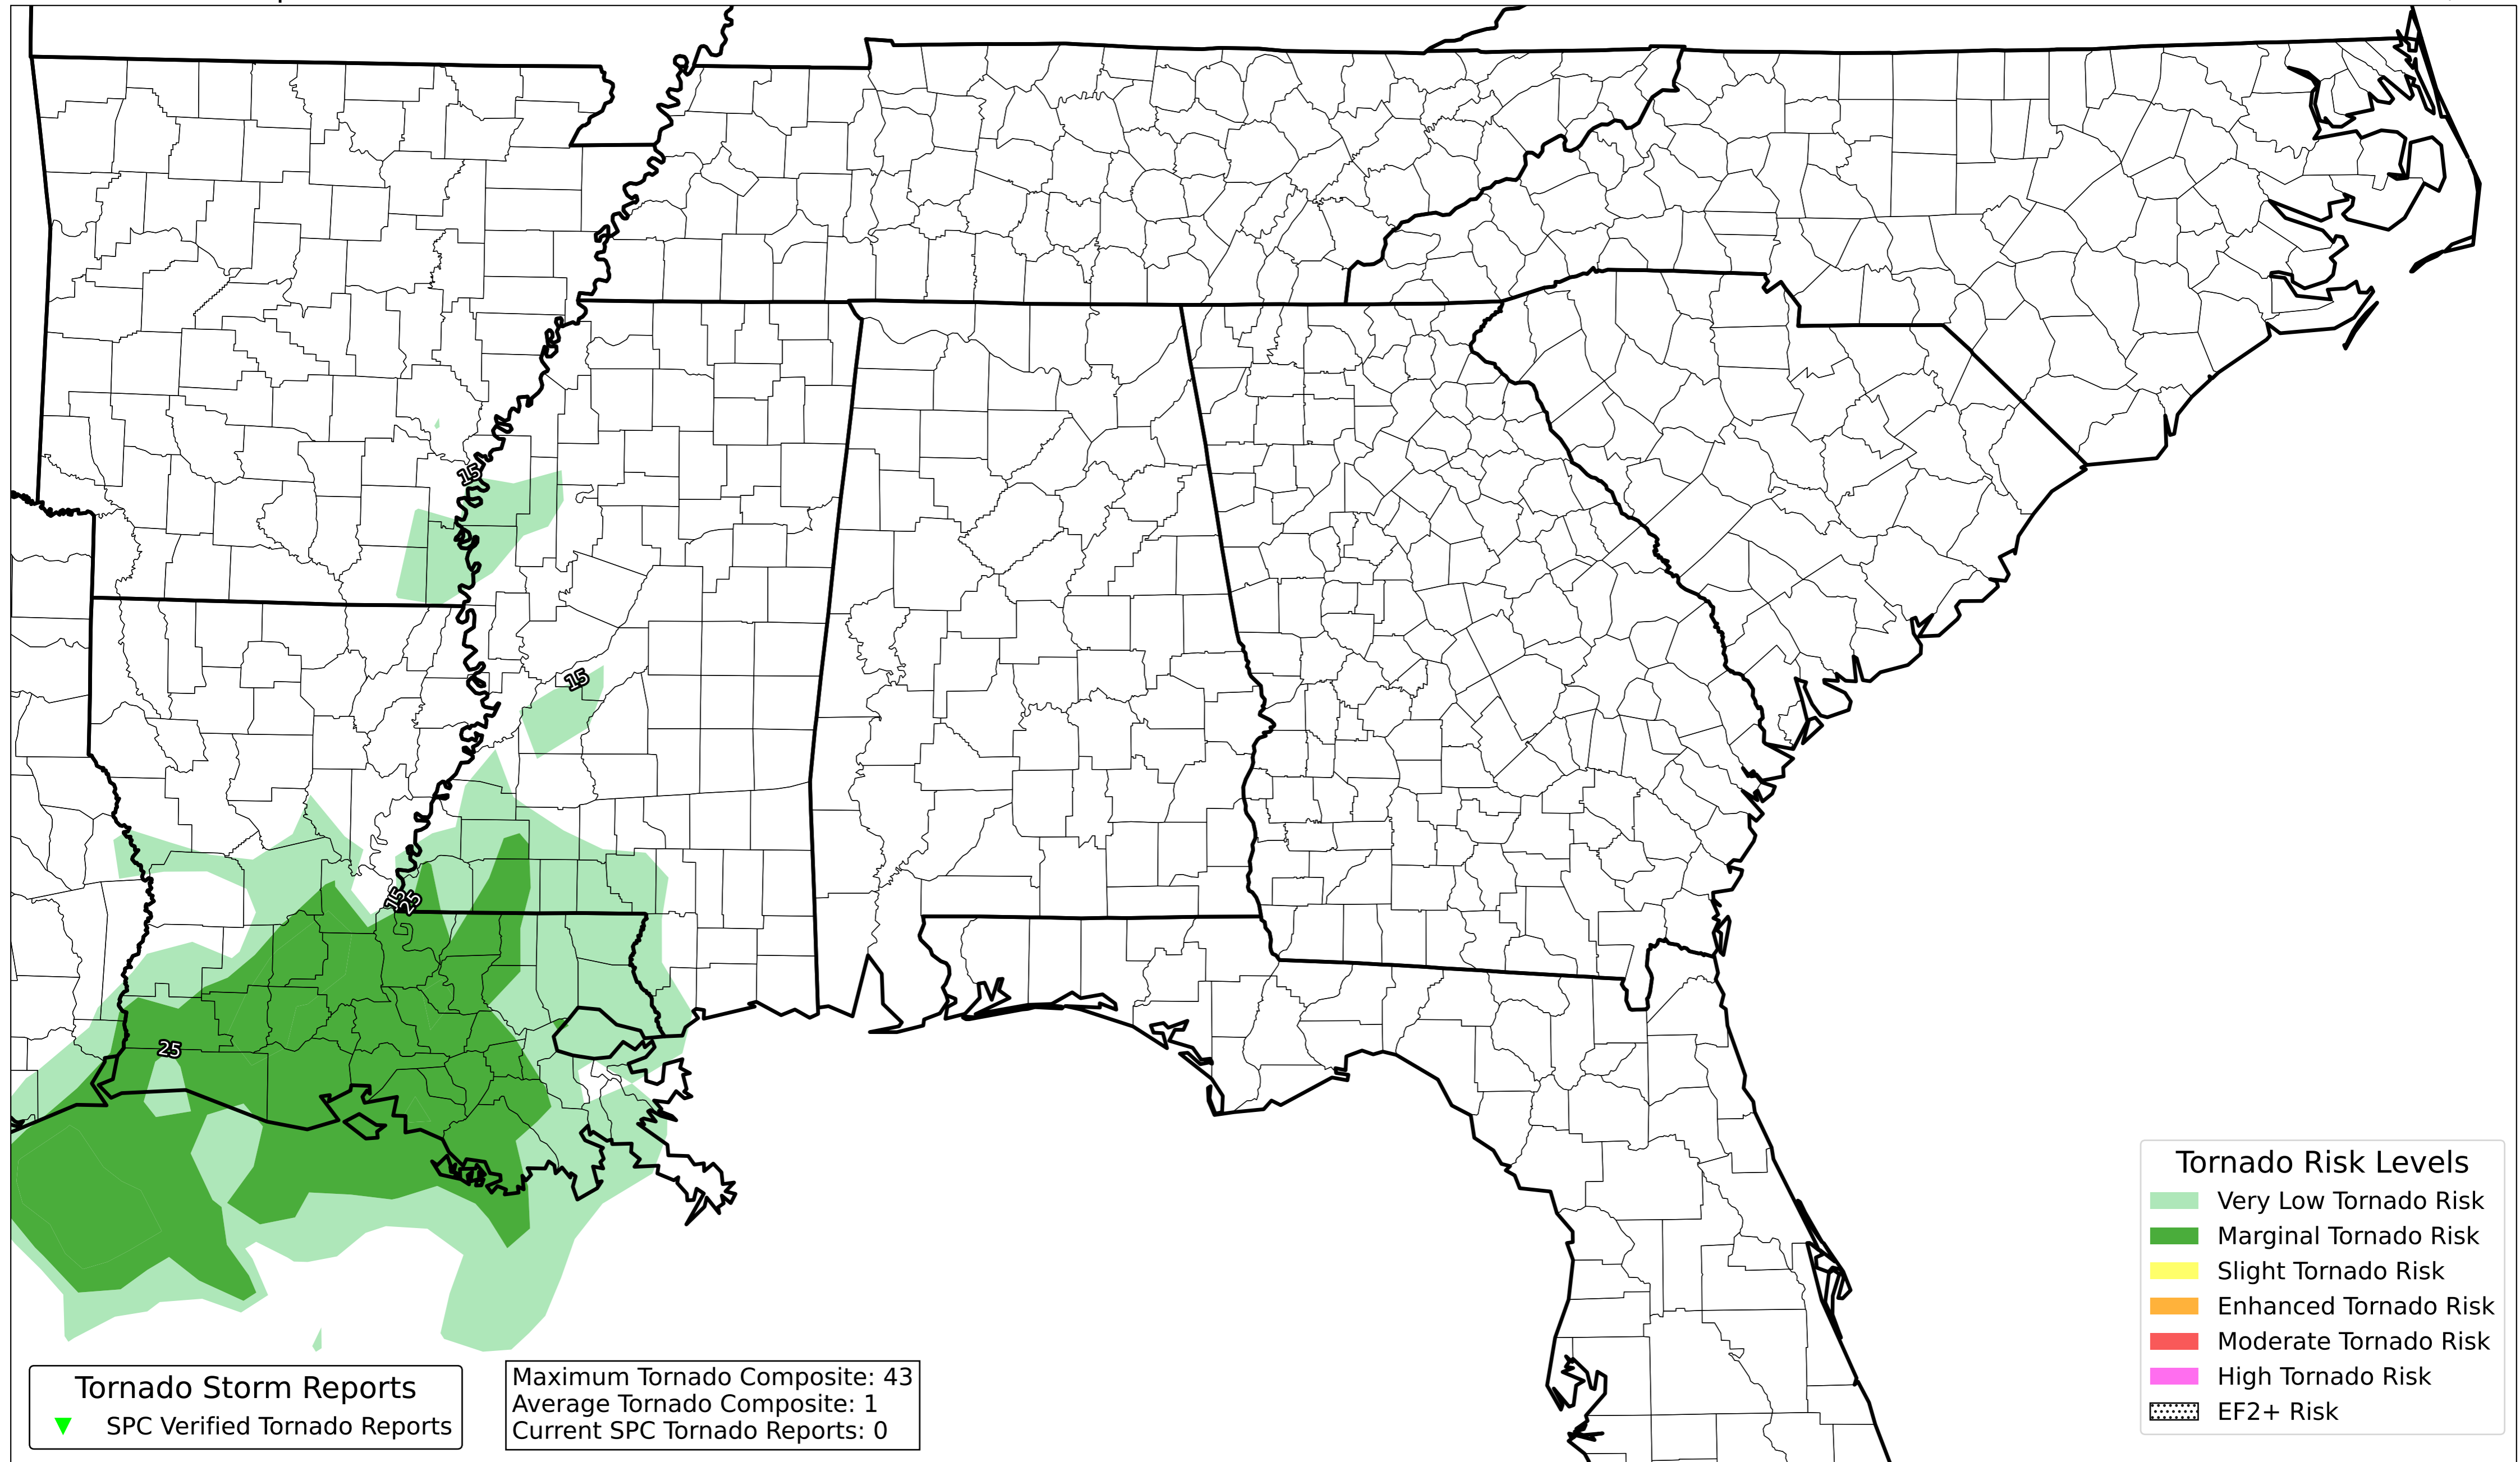 15
15
15
25
25
Tornado Storm Reports
SPC Verified Tornado Reports
Maximum Tornado Composite: 43
Average Tornado Composite: 1
Current SPC Tornado Reports: 0
Tornado Risk Levels
Very Low Tornado Risk
Marginal Tornado Risk
Slight Tornado Risk
Enhanced Tornado Risk
Moderate Tornado Risk
High Tornado Risk
EF2+ Risk